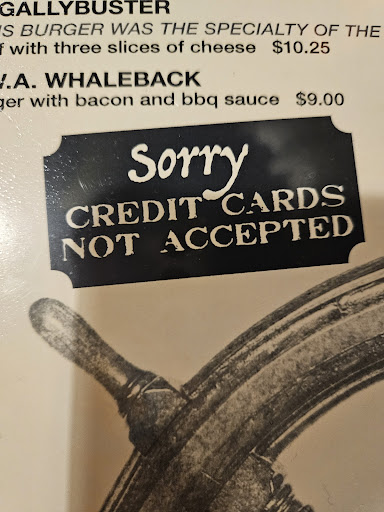 GALLYBUSTER
IS BURGER WAS THE SPECIALTY OF THE
f with three slices of cheese $10.25
W.A. WHALEBACK
ger with bacon and bbq sauce $9.00
Sorry
CREDIT CARDS
NOT ACCEPTED